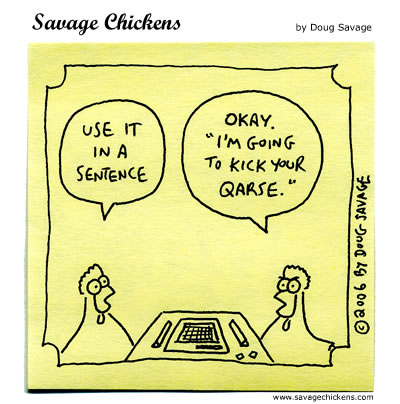 Savage Chickens
by Doug Savage
USE IT
IN A
SENTENCE
OKAY.
"I'M GOING
TO KICK YOUR
QARSE."
©2006 BY DOUG SAVAGE
www.savagechickens.com